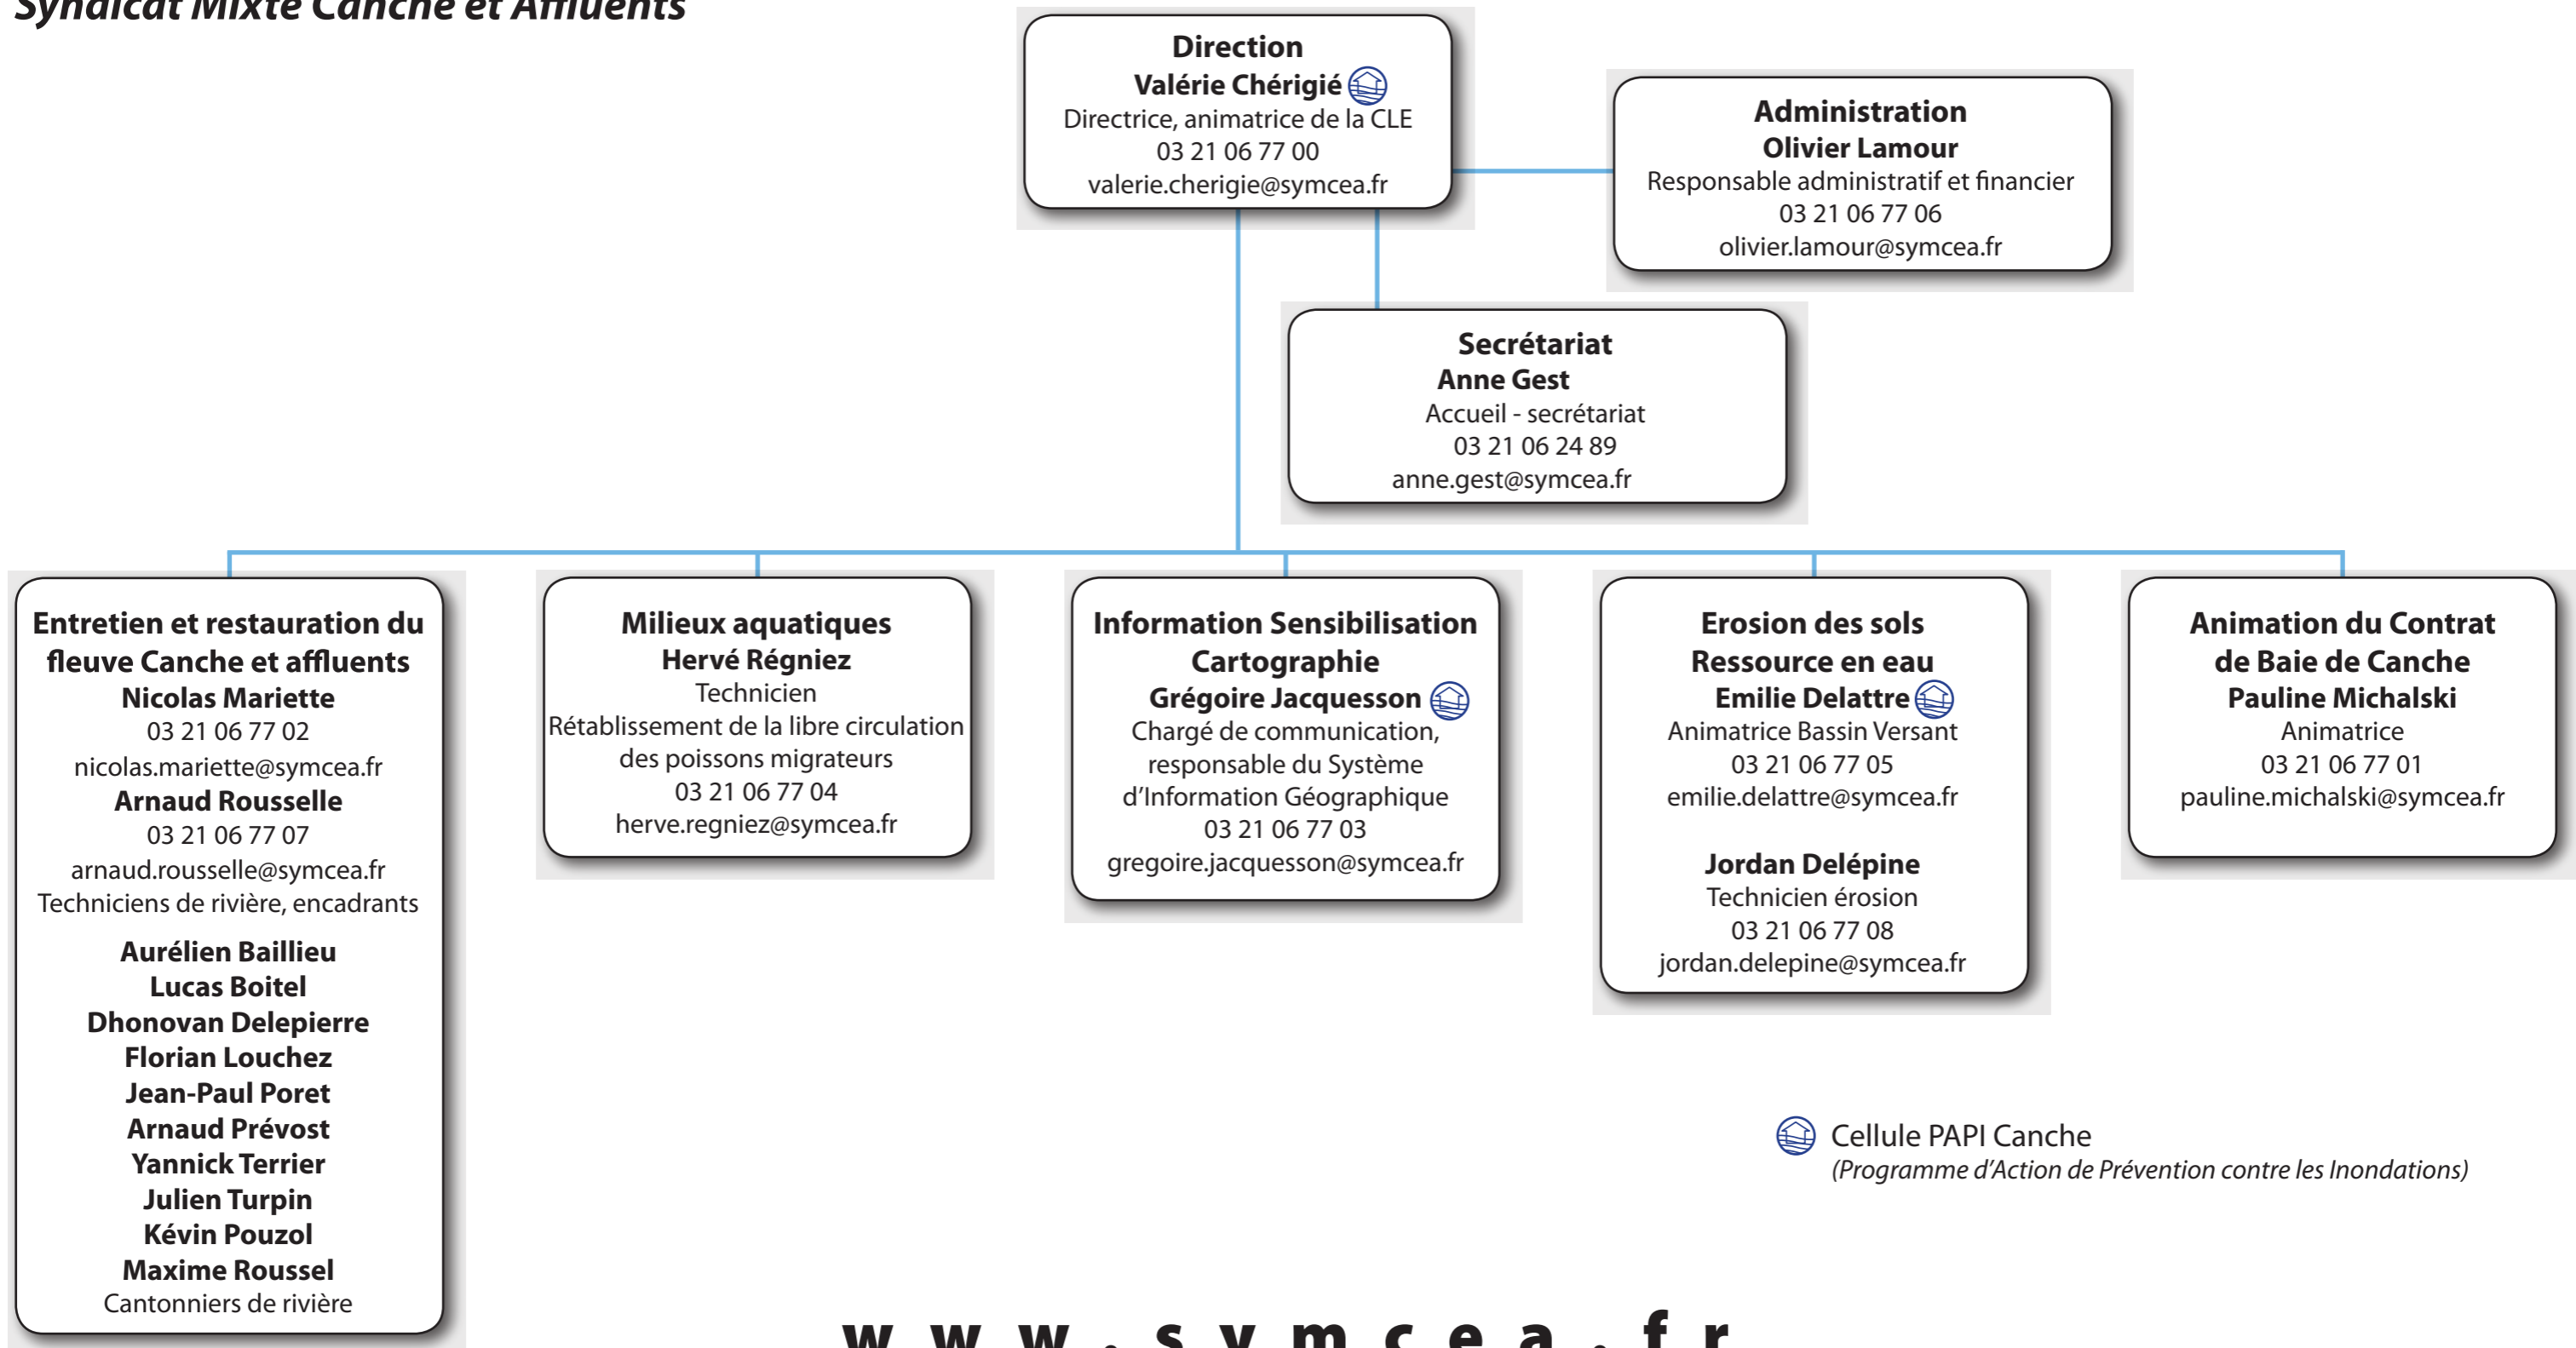 Syndicat Mixte Canche et Affluents
Direction
Valérie Chérigié
Directrice, animatrice de la CLE
03 21 06 77 00
valerie.cherigie@symcea.fr
Administration
Olivier Lamour
Responsable administratif et financier
03 21 06 77 06
olivier.lamour@symcea.fr
Secrétariat
Anne Gest
Accueil - secrétariat
03 21 06 24 89
anne.gest@symcea.fr
Entretien et restauration du
fleuve Canche et affluents
Nicolas Mariette
03 21 06 77 02
nicolas.mariette@symcea.fr
Arnaud Rousselle
03 21 06 77 07
arnaud.rousselle@symcea.fr
Techniciens de rivière, encadrants
Aurélien Baillieu
Lucas Boitel
Dhonovan Delepierre
Florian Louchez
Jean-Paul Poret
Arnaud Prévost
Yannick Terrier
Julien Turpin
Kévin Pouzol
Maxime Roussel
Cantonniers de rivière
Milieux aquatiques
Hervé Régniez
Technicien
Rétablissement de la libre circulation
des poissons migrateurs
03 21 06 77 04
herve.regniez@symcea.fr
Information Sensibilisation
Cartographie
Grégoire Jacquesson
Chargé de communication,
responsable du Système
d’Information Géographique
03 21 06 77 03
gregoire.jacquesson@symcea.fr
Erosion des sols
Ressource en eau
Emilie Delattre
Animatrice Bassin Versant
03 21 06 77 05
emilie.delattre@symcea.fr
Jordan Delépine
Technicien érosion
03 21 06 77 08
jordan.delepine@symcea.fr
Animation du Contrat
de Baie de Canche
Pauline Michalski
Animatrice
03 21 06 77 01
pauline.michalski@symcea.fr
Cellule PAPI Canche
(Programme d’Action de Prévention contre les Inondations)
www.symcea.fr